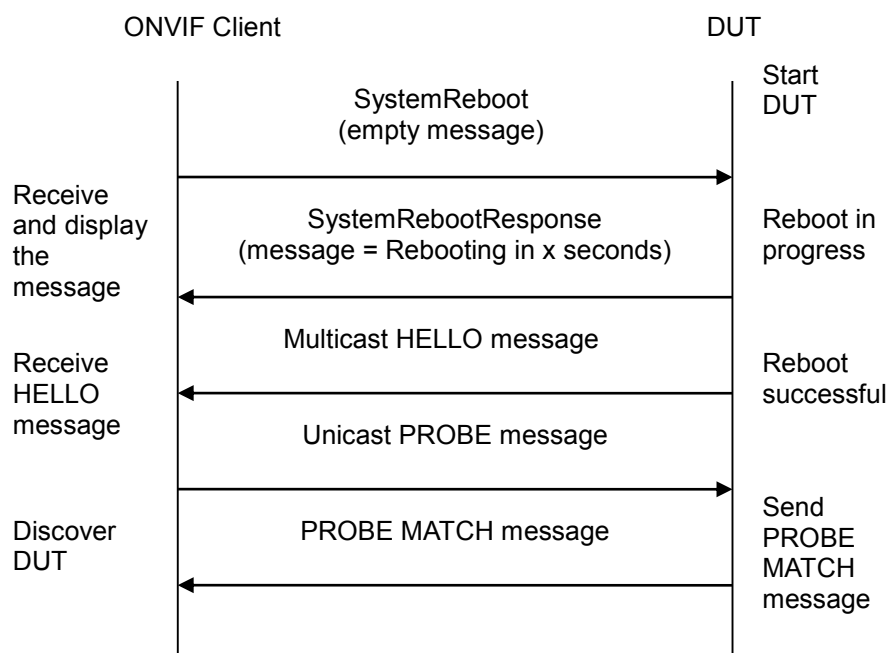 ONVIF Client
DUT
Start
DUT
SystemReboot
(empty message)
Receive
and display
the
message
SystemRebootResponse
(message = Rebooting in x seconds)
Reboot in
progress
Multicast HELLO message
Receive
HELLO
message
Reboot
successful
Unicast PROBE message
Discover
DUT
PROBE MATCH message
Send
PROBE
MATCH
message